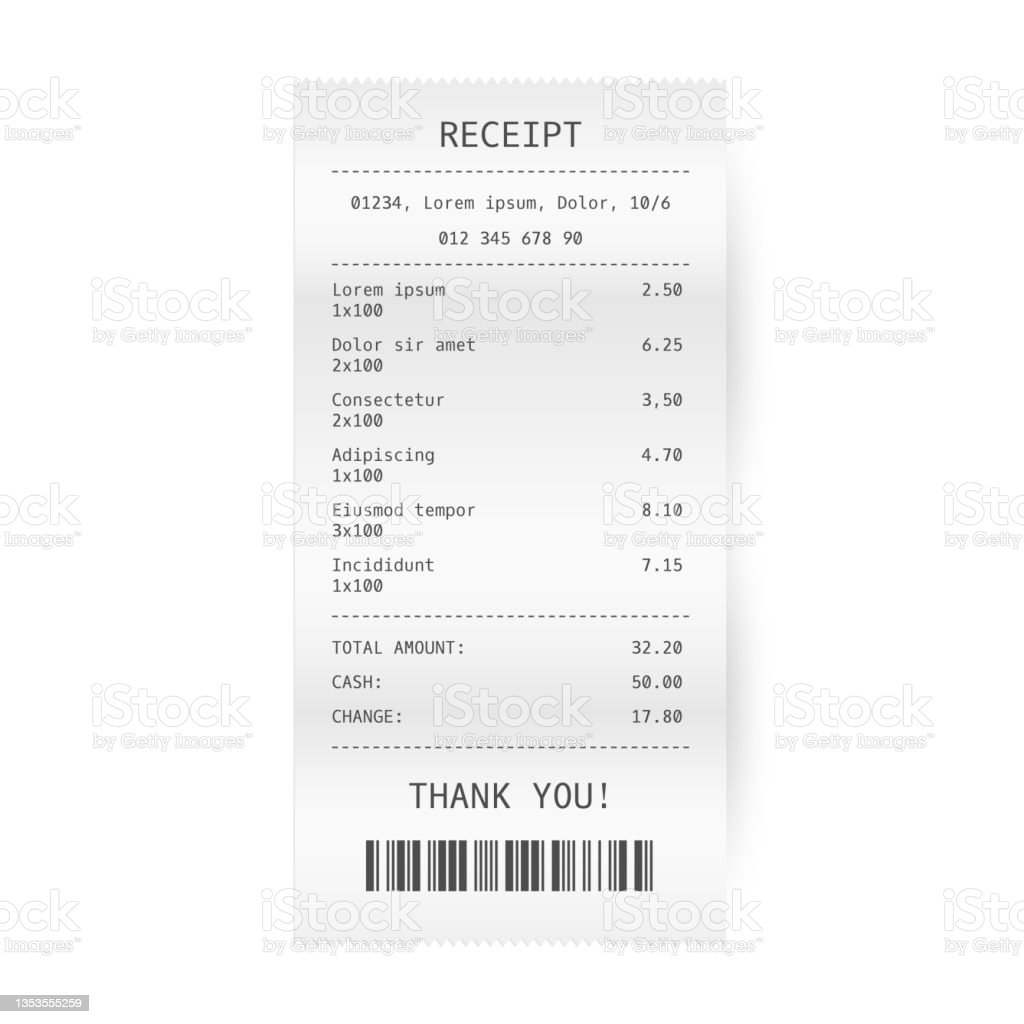 RECEIPT
01234, Lorem ipsum, Dolor, 10/6
012 345 678 90
Lorem ipsum 2.50
1x100
Dolor sir amet 6.25
2x100
Consectetur 3,50
2x100
Adipiscing 4.70
1x100
Eiusmod tempor 8.10
3x100
Incididunt 7.15
1x100
TOTAL AMOUNT: 32.20
CASH: 50.00
CHANGE: 17.80
THANK YOU!
iStock
by Getty Images™
1353555259